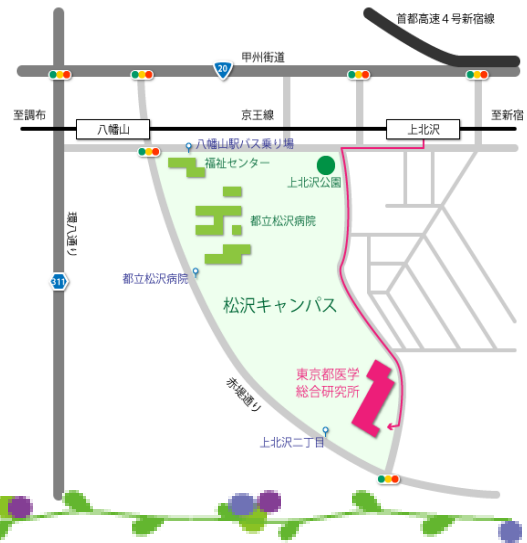 首都高速４号新宿線
甲州街道
20
至調布
八幡山
京王線
上北沢
至新宿
八幡山駅バス乗り場
福祉センター
上北沢公園
都立松沢病院
環八通り
311
都立松沢病院
松沢キャンパス
東京都医学
総合研究所
赤堤通り
上北沢二丁目